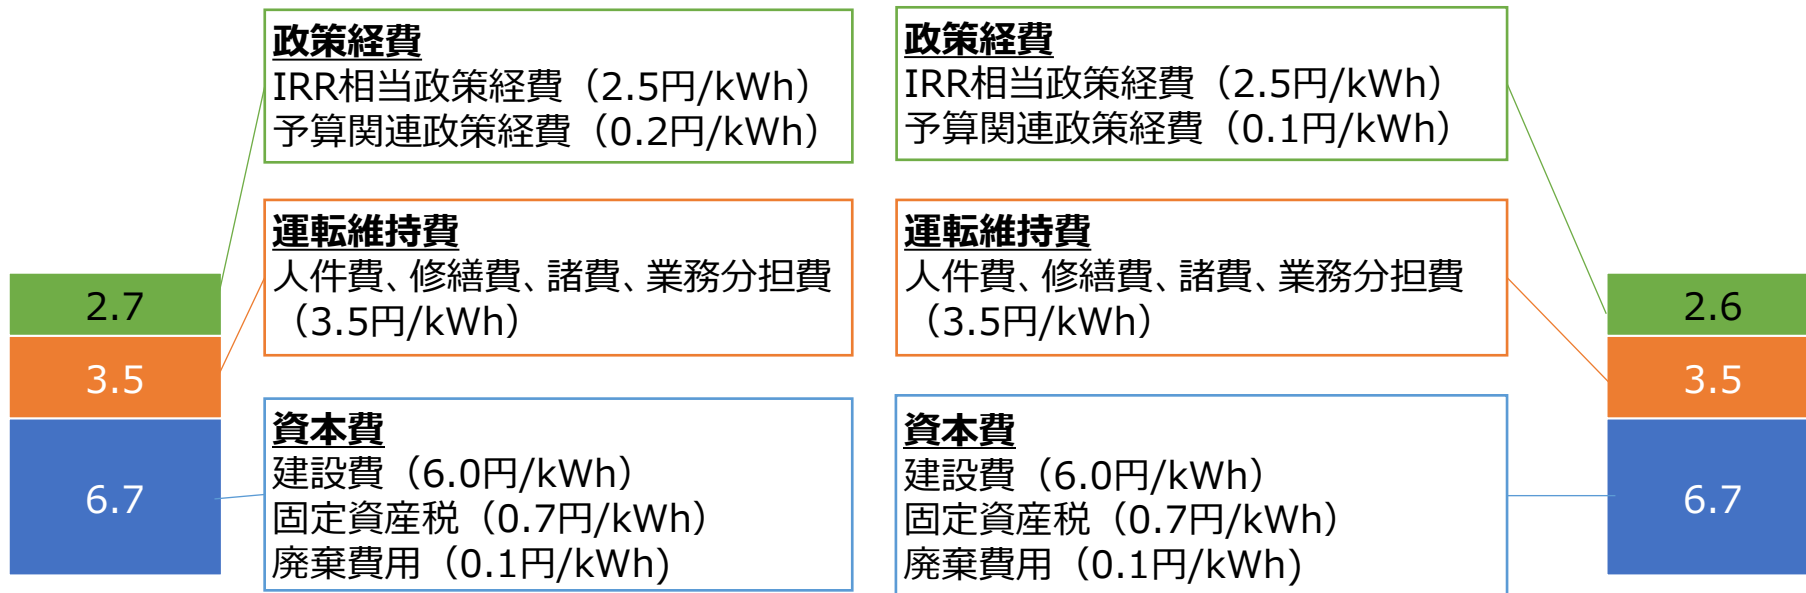 政策経費
IRR相当政策経費（2.5円/kWh）
予算関連政策経費（0.2円/kWh）
運転維持費
人件費、修繕費、諸費、業務分担費
（3.5円/kWh）
資本費
建設費（6.0円/kWh）
固定資産税（0.7円/kWh）
廃棄費用（0.1円/kWh)
2.7
3.5
6.7
政策経費
IRR相当政策経費（2.5円/kWh）
予算関連政策経費（0.1円/kWh）
運転維持費
人件費、修繕費、諸費、業務分担費
（3.5円/kWh）
資本費
建設費（6.0円/kWh）
固定資産税（0.7円/kWh）
廃棄費用（0.1円/kWh)
2.6
3.5
6.7